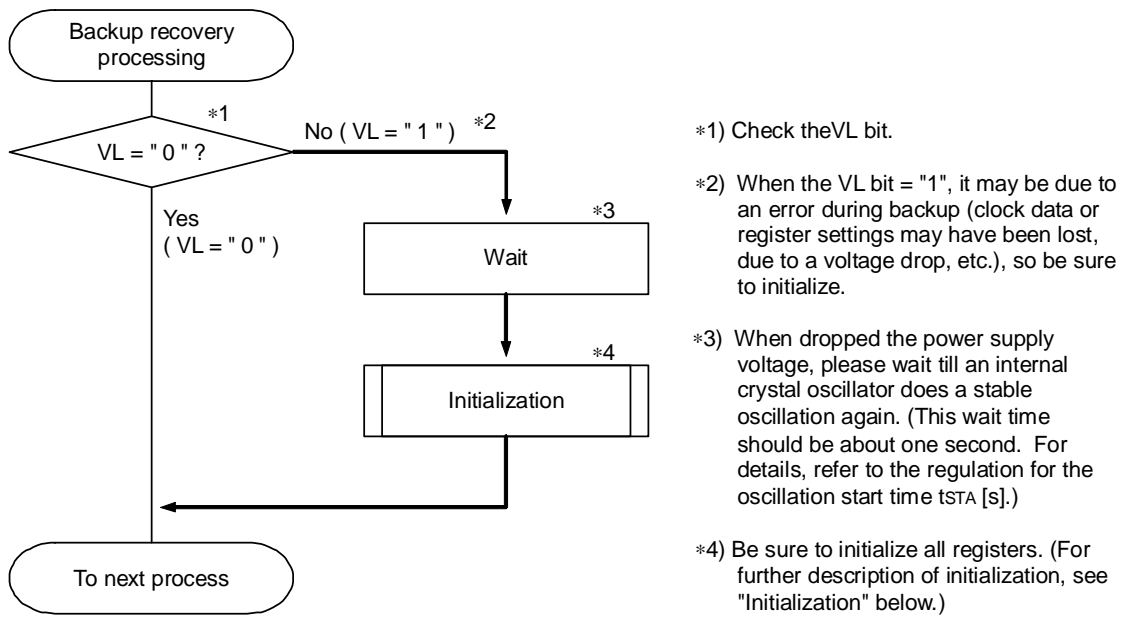 Backup recovery
processing
∗1
VL = " 0 " ?
No ( VL = " 1 " ) ∗2
Yes
( VL = " 0 " )
∗3
Wait
∗4
Initialization
To next process
∗1) Check theVL bit.
∗2) When the VL bit = "1", it may be due to
an error during backup (clock data or
register settings may have been lost,
due to a voltage drop, etc.), so be sure
to initialize.
∗3) When dropped the power supply
voltage, please wait till an internal
crystal oscillator does a stable
oscillation again. (This wait time
should be about one second. For
details, refer to the regulation for the
oscillation start time tSTA [s].)
∗4) Be sure to initialize all registers. (For
further description of initialization, see
"Initialization" below.)